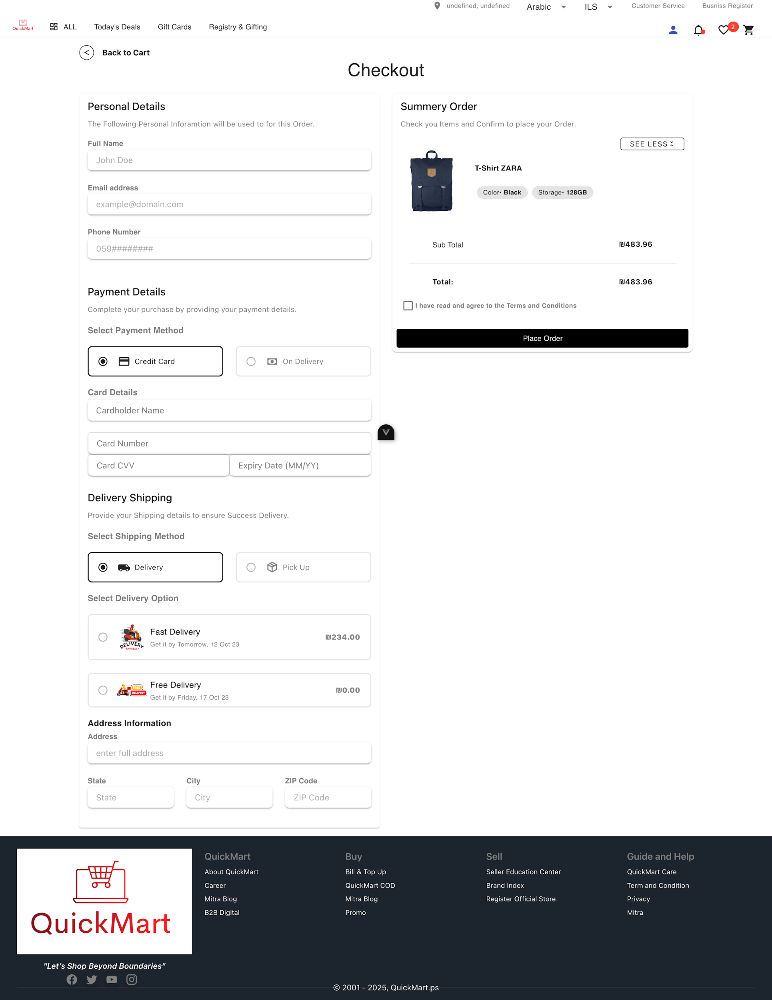 undefined, undefined Arabic ILS Customer Service Busniss Register
QuickMart ALL Today's Deals Gift Cards Registry & Gifting 2
< Back to Cart
Checkout
Personal Details
The Following Personal Inforamtion will be used to for this Order.
Full Name
John Doe
Email address
example@domain.com
Phone Number
059########
Payment Details
Complete your purchase by providing your payment details.
Select Payment Method
Credit Card On Delivery
Card Details
Cardholder Name
Card Number
Card CVV Expiry Date (MM/YY)
Delivery Shipping
Provide your Shipping details to ensure Success Delivery.
Select Shipping Method
Delivery Pick Up
Select Delivery Option
DELIVERY
• EXPRESS •
Fast Delivery
Get it by Tomorrow, 12 Oct 23
₪234.00
FREE
DELIVERY
Free Delivery
Get it by Friday, 17 Oct 23
₪0.00
Address Information
Address
enter full address
State City ZIP Code
State City ZIP Code
Summery Order
Check you Items and Confirm to place your Order.
SEE LESS
T-Shirt ZARA
Color• Black Storage• 128GB
Sub Total ₪483.96
Total: ₪483.96
I have read and agree to the Terms and Conditions
Place Order
QuickMart
"Let's Shop Beyond Boundaries"
QuickMart
About QuickMart
Career
Mitra Blog
B2B Digital
Buy
Bill & Top Up
QuickMart COD
Mitra Blog
Promo
Sell
Seller Education Center
Brand Index
Register Official Store
Guide and Help
QuickMart Care
Term and Condition
Privacy
Mitra
© 2001 - 2025, QuickMart.ps